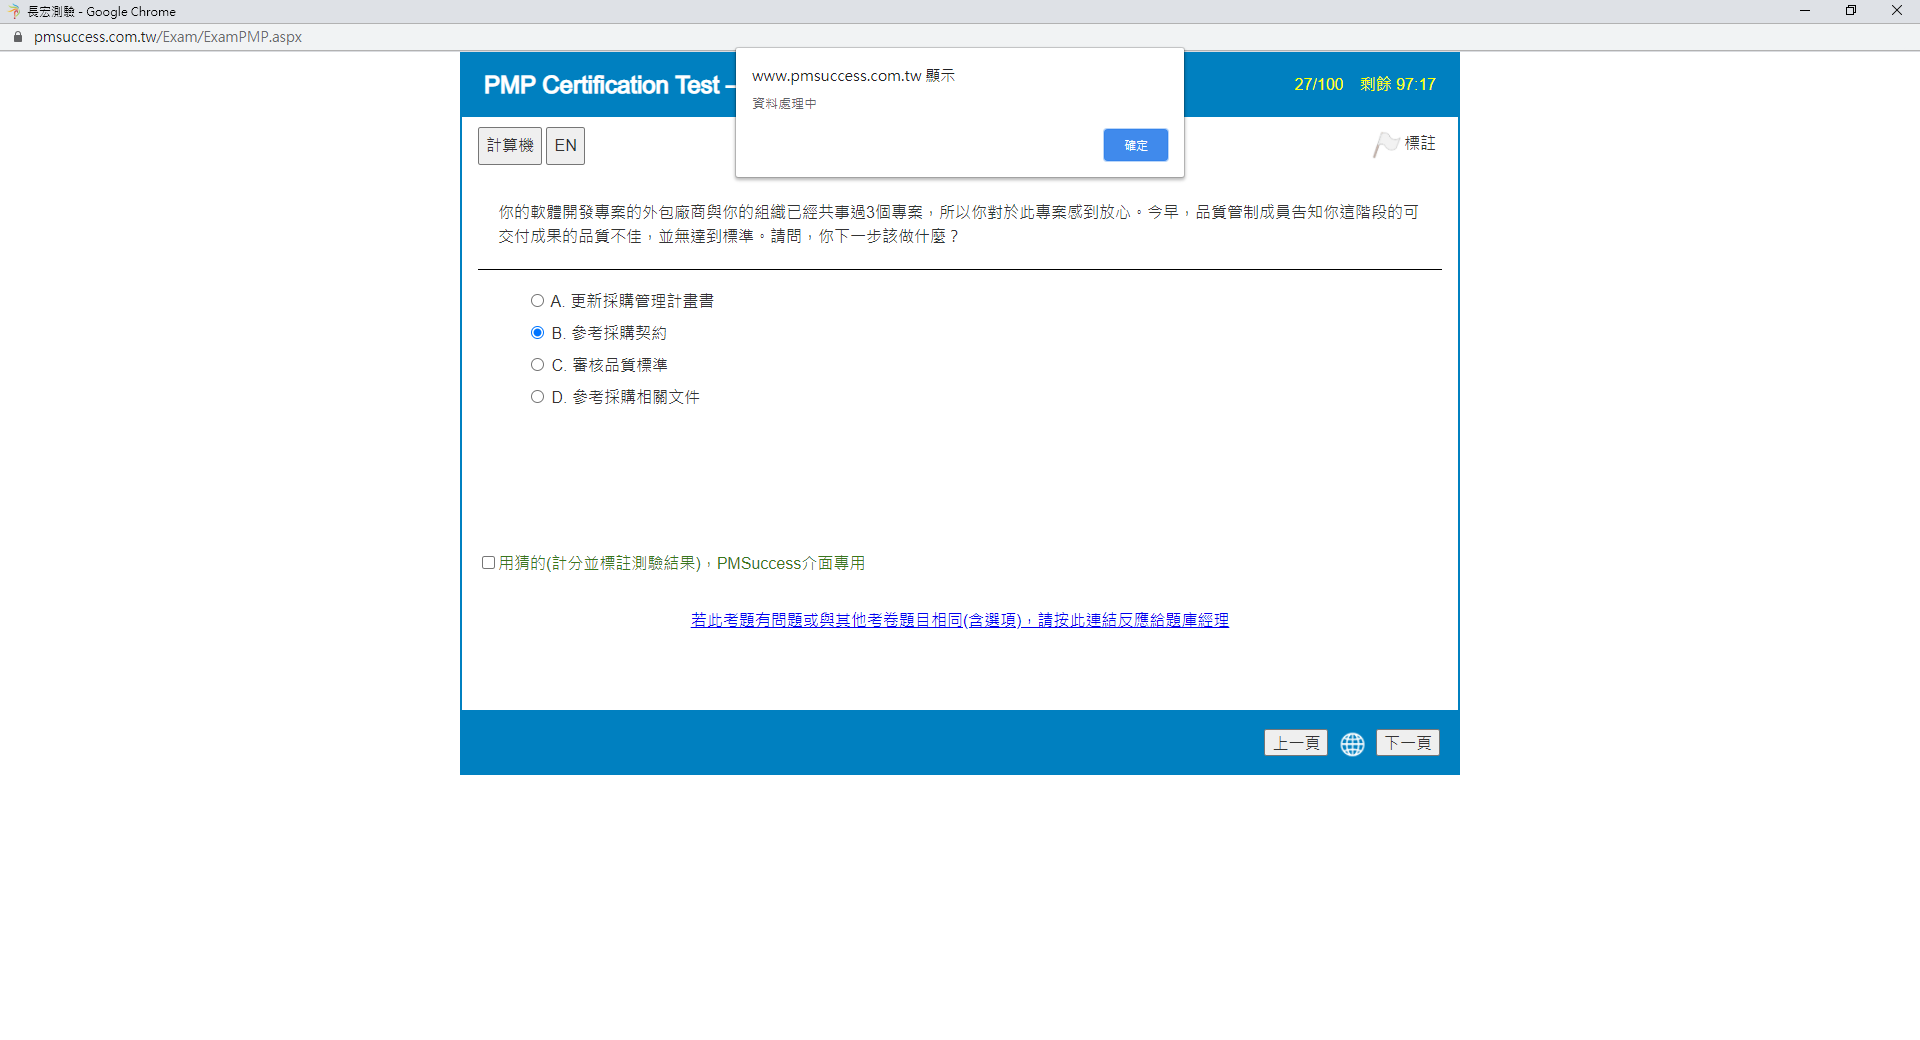 長宏測驗 - Google Chrome
pmsuccess.com.tw/Exam/ExamPMP.aspx
PMP Certification Test –
www.pmsuccess.com.tw 顯示
資料處理中
確定
27/100 剩餘 97:17
計算機 EN
標註
你的軟體開發專案的外包廠商與你的組織已經共事過3個專案，所以你對於此專案感到放心。今早，品質管制成員告知你這階段的可
交付成果的品質不佳，並無達到標準。請問，你下一步該做什麼？
A. 更新採購管理計畫書
B. 參考採購契約
C. 審核品質標準
D. 參考採購相關文件
用猜的(計分並標註測驗結果)，PMSuccess介面專用
若此考題有問題或與其他考卷題目相同(含選項)，請按此連結反應給題庫經理
上一頁 下一頁